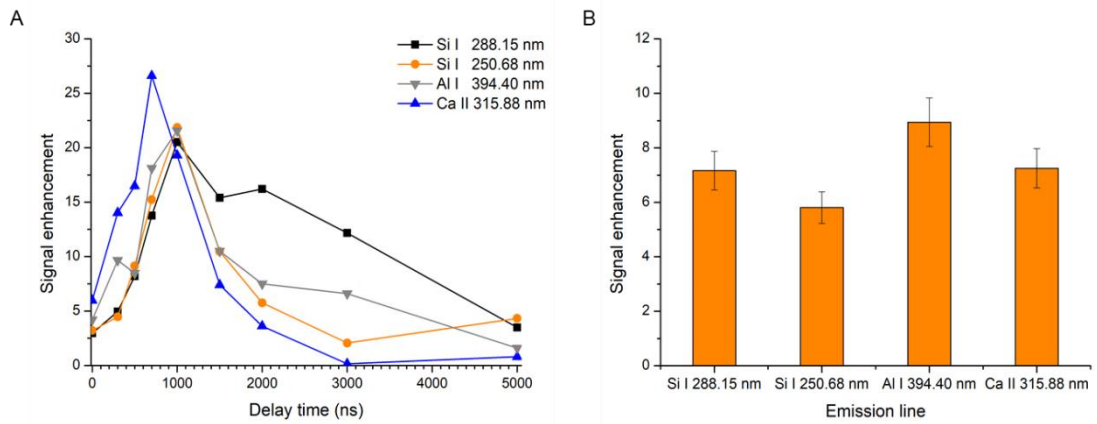 A
Signal enhancement
30
25
20
15
10
5
0
Si I 288.15 nm
Si I 250.68 nm
Al I 394.40 nm
Ca II 315.88 nm
0 1000 2000 3000 4000 5000
Delay time (ns)
B
Signal enhancement
12
10
8
6
4
2
0
Si I 288.15 nm Si I 250.68 nm Al I 394.40 nm Ca II 315.88 nm
Emission line